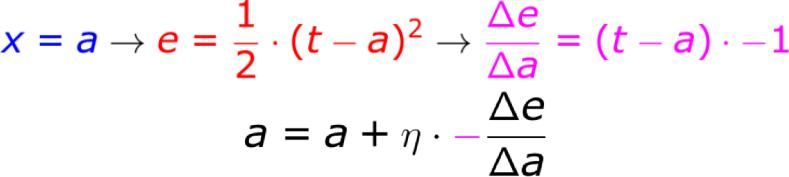 x = a → e = 1/2 · (t − a)² → Δe/Δa = (t − a) · −1
a = a + η · − Δe/Δa